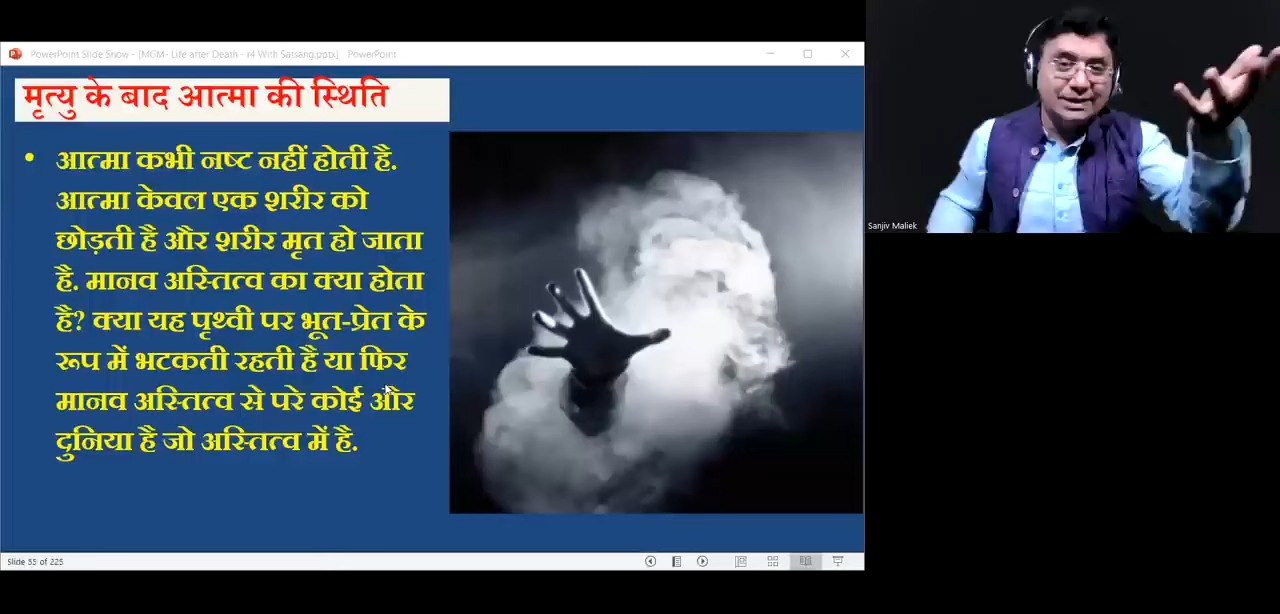 PowerPoint Slide Show - [MGM- Life after Death - r4 With Satsang.pptx] - PowerPoint
मृत्यु के बाद आत्मा की स्थिति
• आत्मा कभी नष्ट नहीं होती है.
आत्मा केवल एक शरीर को
छोड़ती है और शरीर मृत हो जाता
है. मानव अस्तित्व का क्या होता
है? क्या यह पृथ्वी पर भूत-प्रेत के
रूप में भटकती रहती है या फिर
मानव अस्तित्व से परे कोई और
दुनिया है जो अस्तित्व में है.
Sanjiv Maliek
Slide 55 of 225